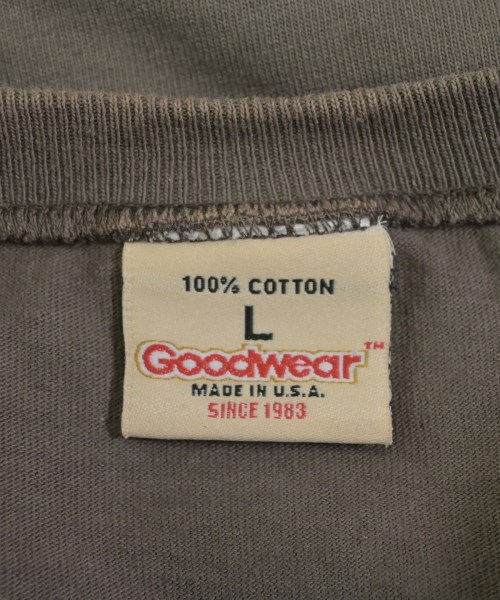 100% COTTON
L
Goodwear™
MADE IN U.S.A.
SINCE 1983